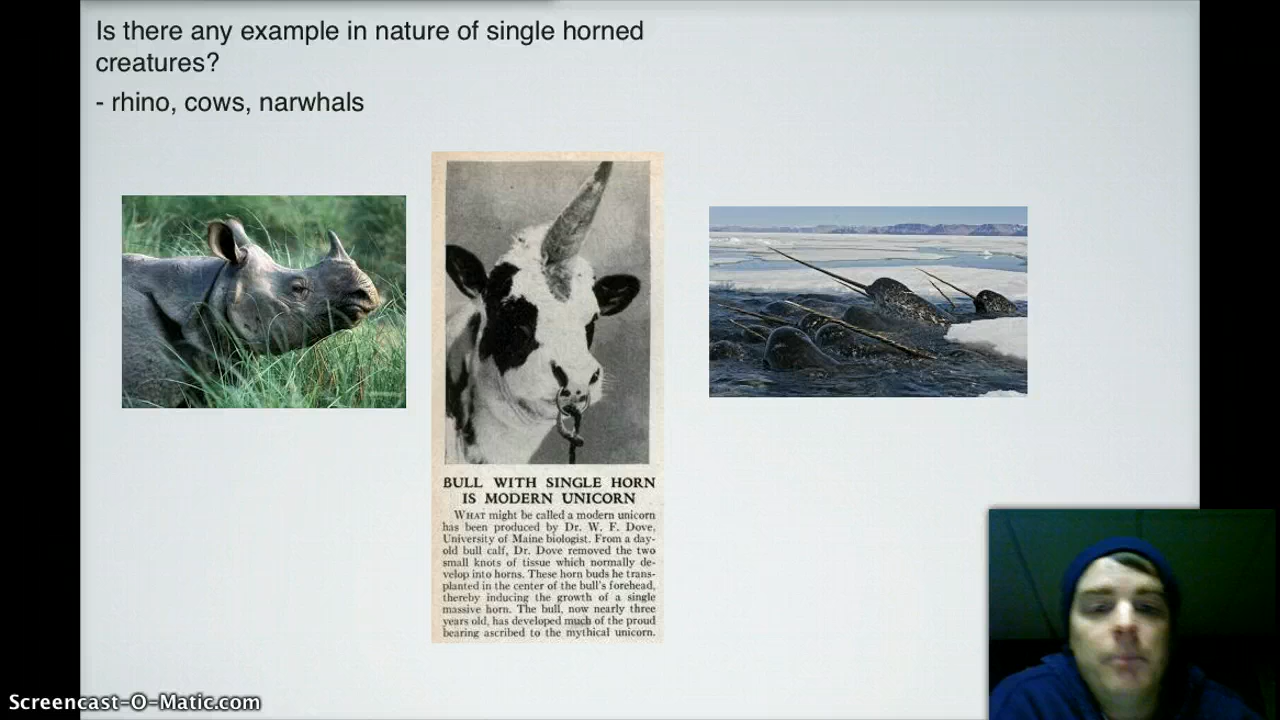 Is there any example in nature of single horned
creatures?
- rhino, cows, narwhals
BULL WITH SINGLE HORN
IS MODERN UNICORN
WHAT might be called a modern unicorn
has been produced by Dr. W. F. Dove,
University of Maine biologist. From a day-
old bull calf, Dr. Dove removed the two
small knots of tissue which normally de-
velop into horns. These horn buds he trans-
planted in the center of the bull's forehead,
thereby inducing the growth of a single
massive horn. The bull, now nearly three
years old, has developed much of the proud
bearing ascribed to the mythical unicorn.
Screencast-O-Matic.com